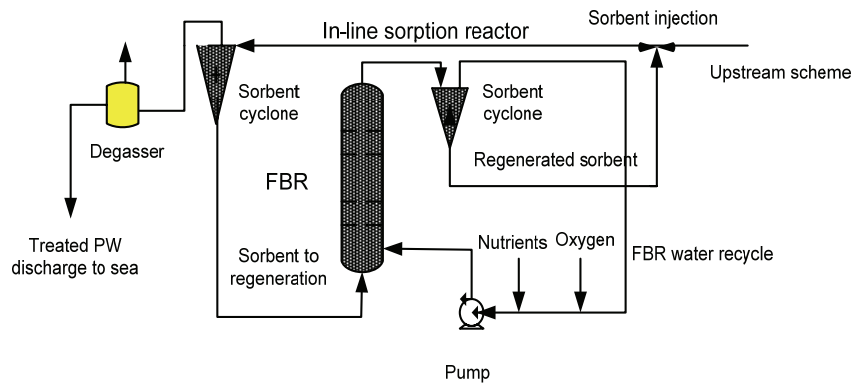 Sorbent injection
In-line sorption reactor
Upstream scheme
Sorbent
cyclone
Sorbent
cyclone
Degasser
Regenerated sorbent
FBR
Treated PW
discharge to sea
Sorbent to
regeneration
Nutrients
Oxygen
FBR water recycle
Pump